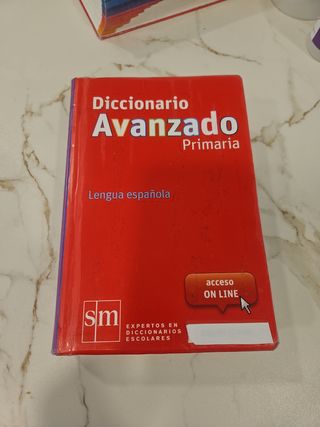 Diccionario
Avanzado
Primaria
Lengua española
acceso
ON LINE
sm
EXPERTOS EN
DICCIONARIOS
ESCOLARES